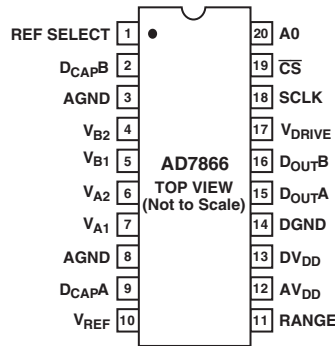 REF SELECT 1 20 A0
DCAPB 2 19 CS
AGND 3 18 SCLK
VB2 4 17 VDRIVE
VB1 5 16 DOUTB
VA2 6 15 DOUTA
VA1 7 14 DGND
AGND 8 13 DVDD
DCAPA 9 12 AVDD
VREF 10 11 RANGE
AD7866
TOP VIEW
(Not to Scale)